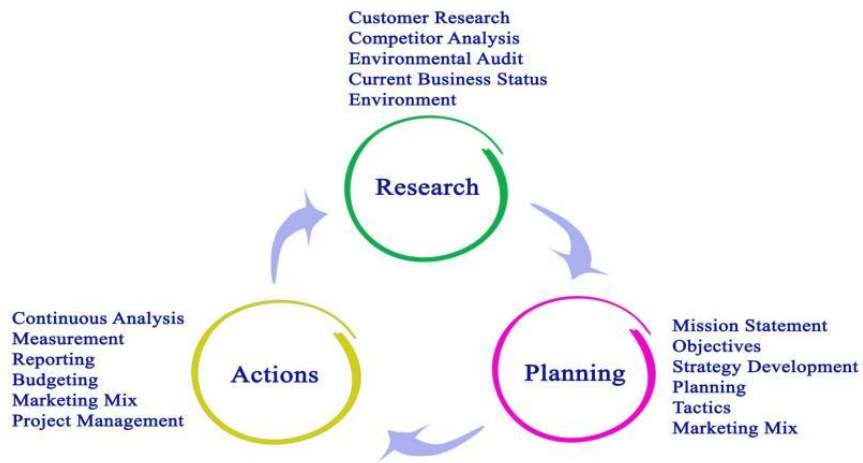 Customer Research
Competitor Analysis
Environmental Audit
Current Business Status
Environment
Research
Mission Statement
Objectives
Strategy Development
Planning
Tactics
Marketing Mix
Planning
Continuous Analysis
Measurement
Reporting
Budgeting
Marketing Mix
Project Management
Actions